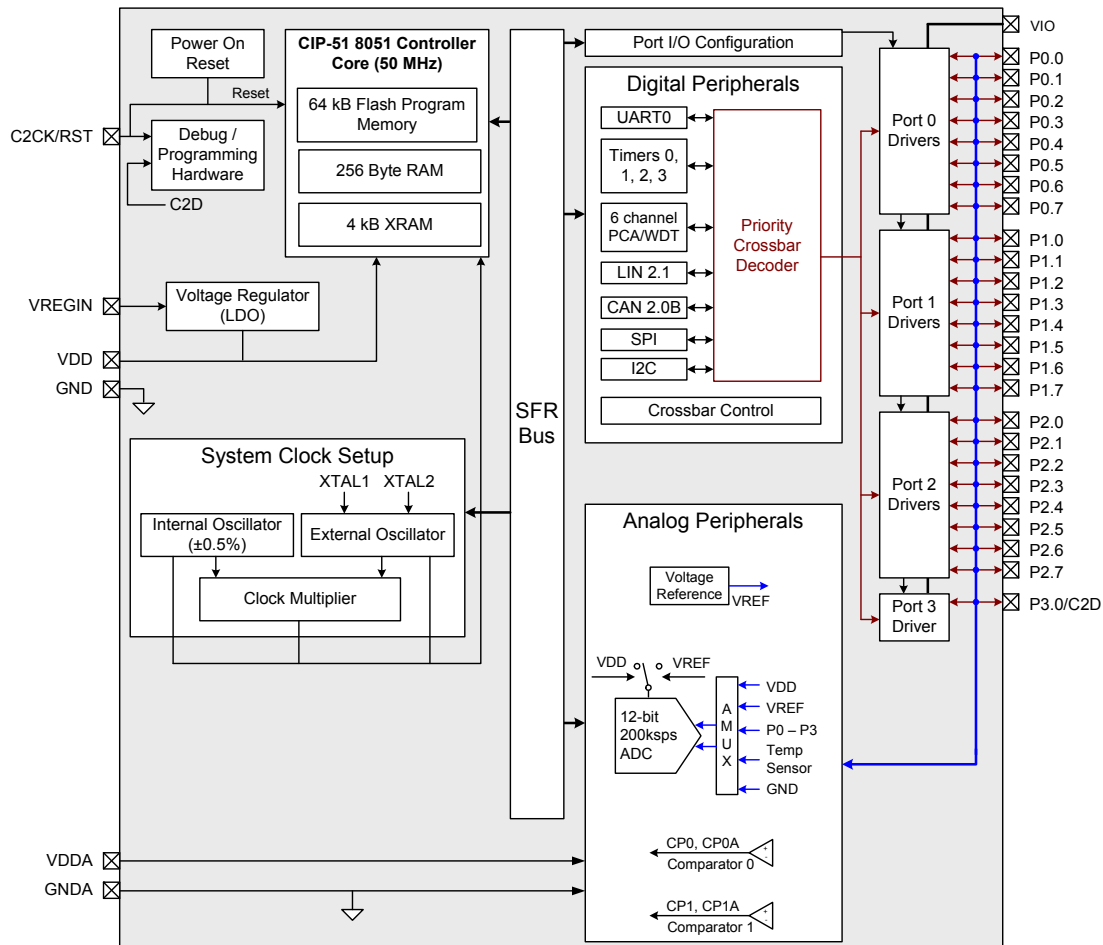 Power On
Reset
Reset
C2CK/RST
Debug /
Programming
Hardware
C2D
CIP-51 8051 Controller
Core (50 MHz)
64 kB Flash Program
Memory
256 Byte RAM
4 kB XRAM
VREGIN
Voltage Regulator
(LDO)
VDD
GND
System Clock Setup
XTAL1
XTAL2
Internal Oscillator
(±0.5%)
External Oscillator
Clock Multiplier
VDDA
GNDA
SFR
Bus
Port I/O Configuration
Digital Peripherals
UART0
Timers 0,
1, 2, 3
6 channel
PCA/WDT
LIN 2.1
CAN 2.0B
SPI
I2C
Priority
Crossbar
Decoder
Crossbar Control
Analog Peripherals
Voltage
Reference
VREF
VDD
VREF
12-bit
200ksps
ADC
A
M
U
X
VDD
VREF
P0 – P3
Temp
Sensor
GND
CP0, CP0A
Comparator 0
+
-
CP1, CP1A
Comparator 1
+
-
Port 0
Drivers
Port 1
Drivers
Port 2
Drivers
Port 3
Driver
VIO
P0.0
P0.1
P0.2
P0.3
P0.4
P0.5
P0.6
P0.7
P1.0
P1.1
P1.2
P1.3
P1.4
P1.5
P1.6
P1.7
P2.0
P2.1
P2.2
P2.3
P2.4
P2.5
P2.6
P2.7
P3.0/C2D